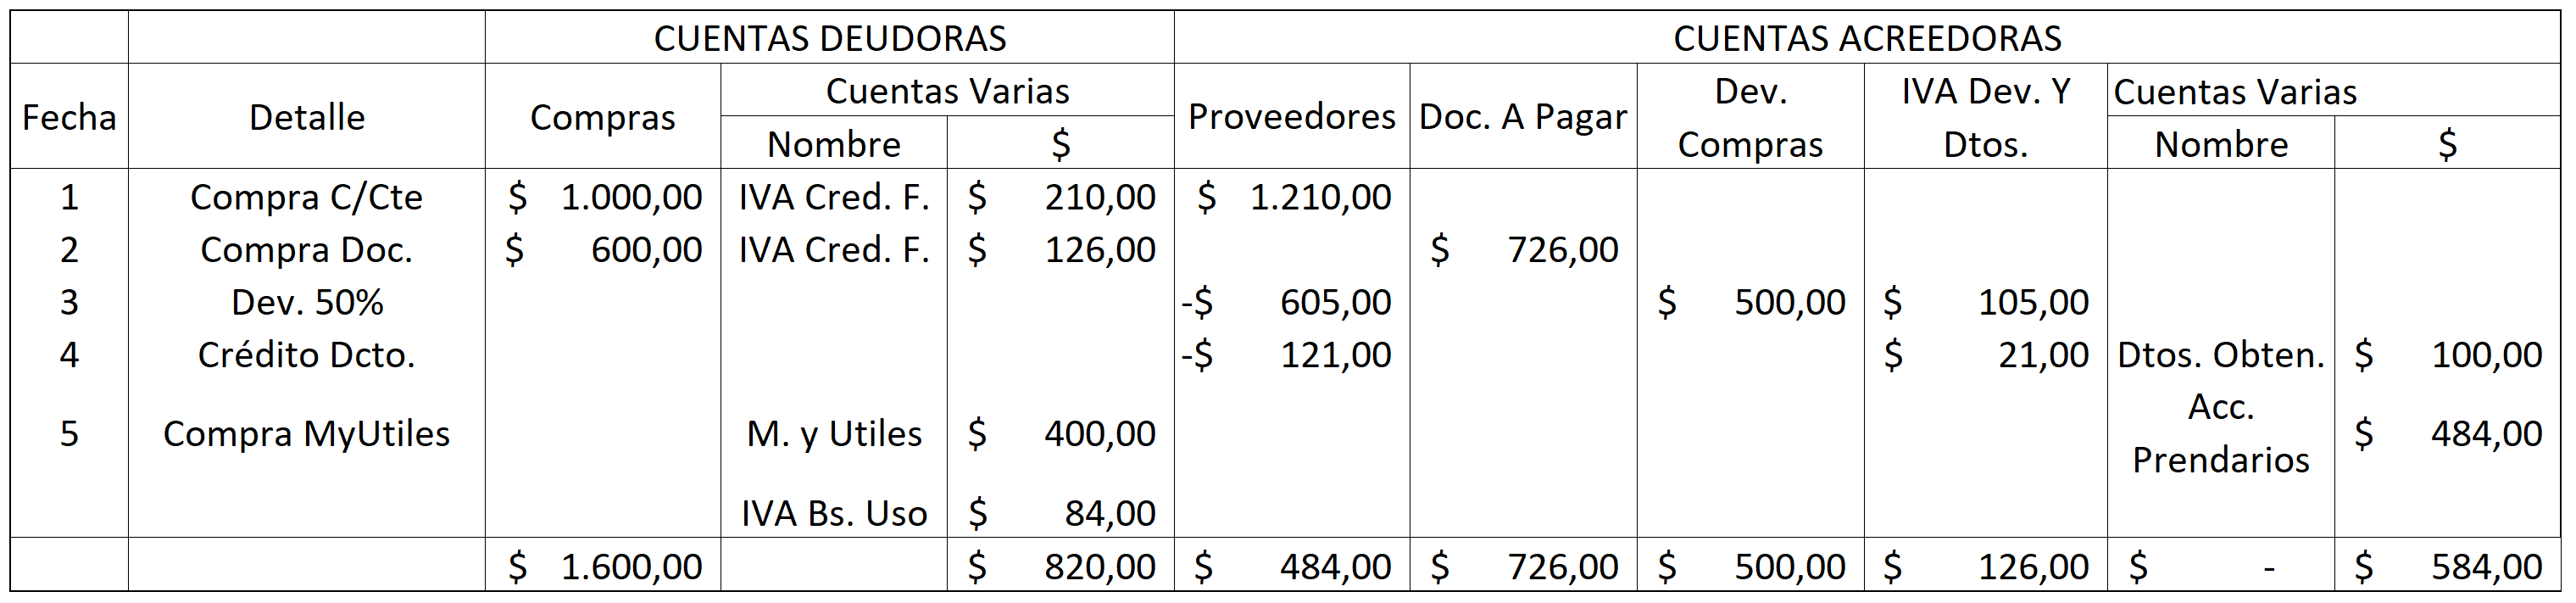 CUENTAS DEUDORAS CUENTAS ACREEDORAS
Fecha Detalle Compras Cuentas Varias Proveedores Doc. A Pagar Dev. Compras IVA Dev. Y Dtos. Cuentas Varias
Nombre $ Nombre $
1 Compra C/Cte $ 1.000,00 IVA Cred. F. $ 210,00 $ 1.210,00
2 Compra Doc. $ 600,00 IVA Cred. F. $ 126,00 $ 726,00
3 Dev. 50% -$ 605,00 $ 500,00 $ 105,00
4 Crédito Dcto. -$ 121,00 $ 21,00 Dtos. Obten. $ 100,00
5 Compra MyUtiles M. y Utiles $ 400,00 Acc. Prendarios $ 484,00
IVA Bs. Uso $ 84,00
$ 1.600,00 $ 820,00 $ 484,00 $ 726,00 $ 500,00 $ 126,00 $ - $ 584,00